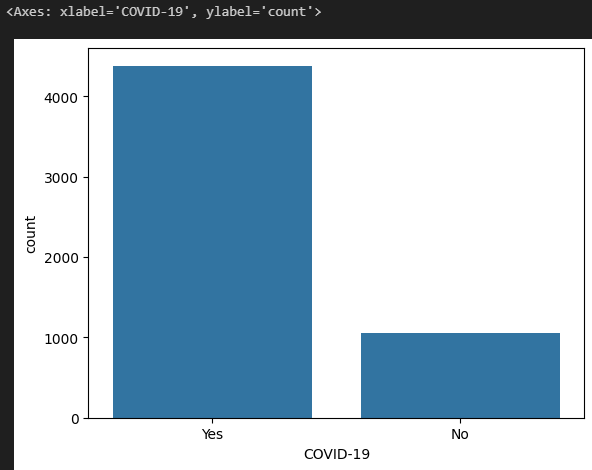 <Axes: xlabel='COVID-19', ylabel='count'>
4000
3000
2000
1000
0
count
Yes No
COVID-19